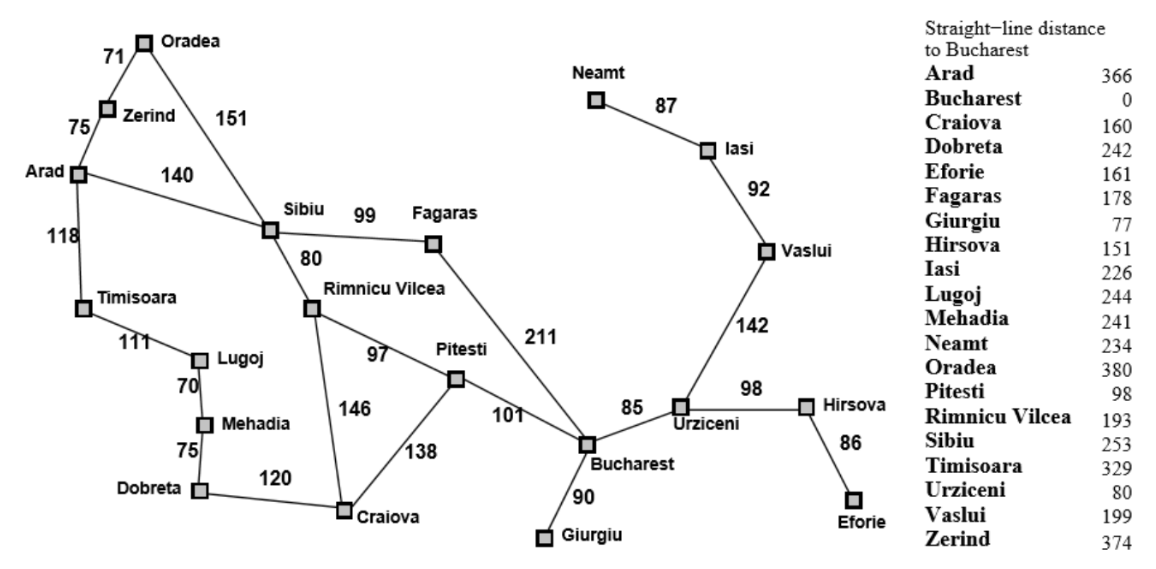 Oradea
71
Zerind
151
75
Arad
140
118
Sibiu
99
Fagaras
80
Timisoara
Rimnicu Vilcea
111
Lugoj
97
Pitesti
211
70
146
101
Mehadia
138
75
Dobreta
120
Craiova
Neamt
87
Iasi
92
Vaslui
142
98
Hirsova
85
Urziceni
86
Bucharest
90
Giurgiu
Eforie
Straight−line distance
to Bucharest
Arad 366
Bucharest 0
Craiova 160
Dobreta 242
Eforie 161
Fagaras 178
Giurgiu 77
Hirsova 151
Iasi 226
Lugoj 244
Mehadia 241
Neamt 234
Oradea 380
Pitesti 98
Rimnicu Vilcea 193
Sibiu 253
Timisoara 329
Urziceni 80
Vaslui 199
Zerind 374